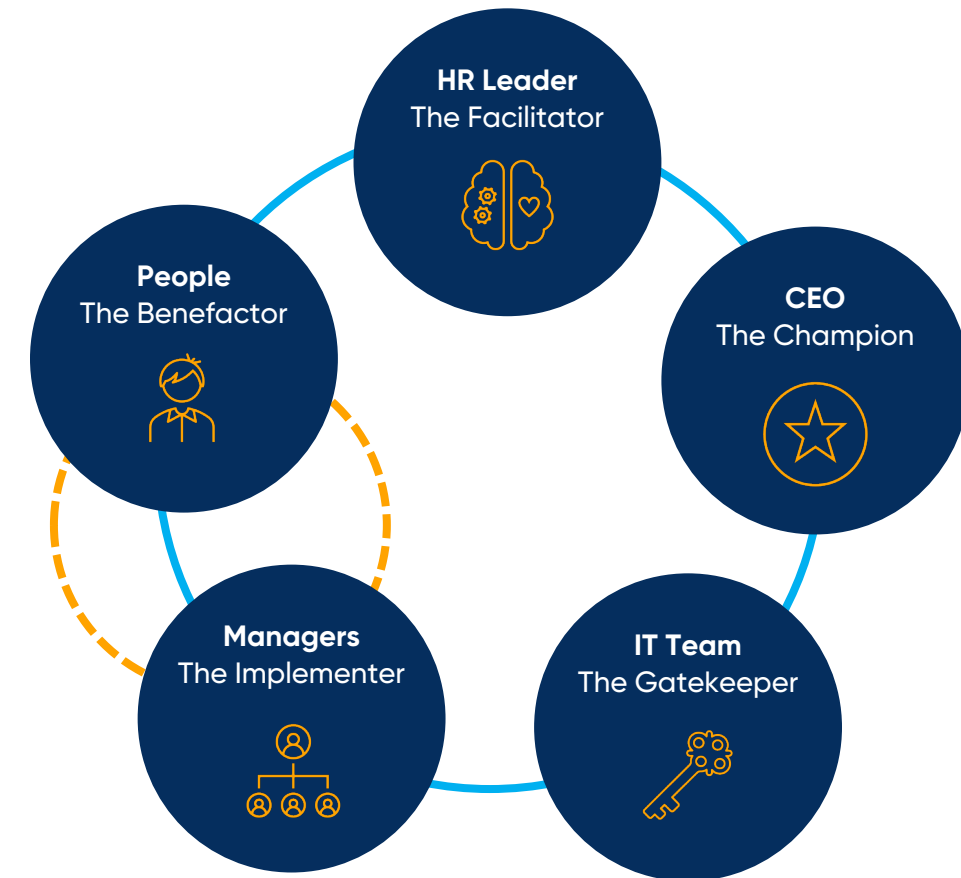 HR Leader
The Facilitator
People
The Benefactor
CEO
The Champion
Managers
The Implementer
IT Team
The Gatekeeper